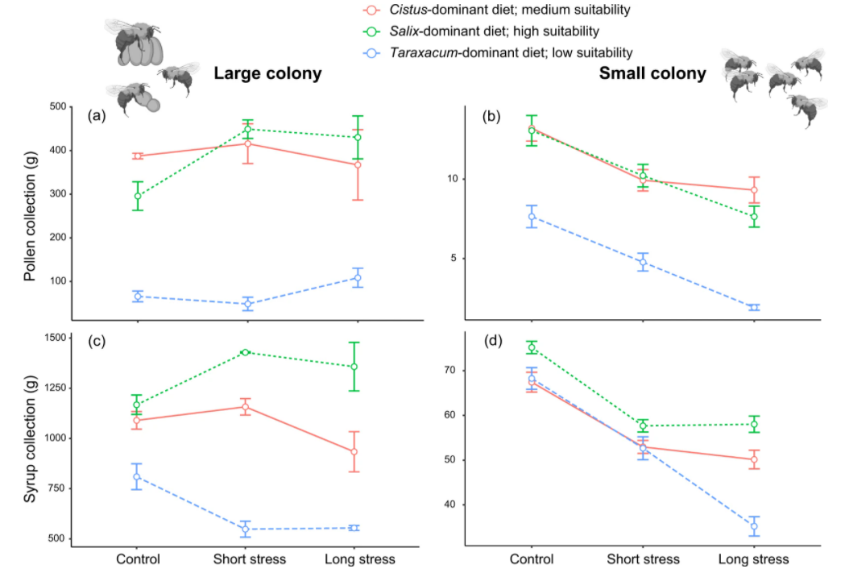 Cistus-dominant diet; medium suitability
Salix-dominant diet; high suitability
Taraxacum-dominant diet; low suitability
Large colony
Small colony
(a)
(b)
Pollen collection (g)
500
400
300
200
100
10
5
(c)
(d)
Syrup collection (g)
1500
1250
1000
750
500
70
60
50
40
Control
Short stress
Long stress
Control
Short stress
Long stress